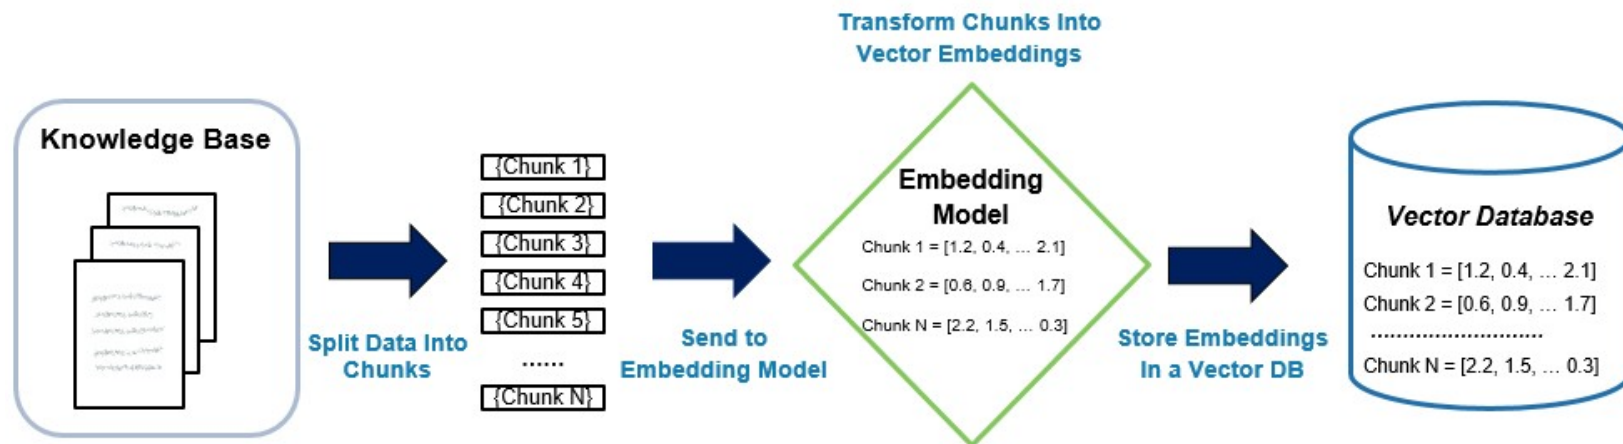 Transform Chunks Into
Vector Embeddings
Knowledge Base
Split Data Into
Chunks
{Chunk 1}
{Chunk 2}
{Chunk 3}
{Chunk 4}
{Chunk 5}
......
{Chunk N}
Send to
Embedding Model
Embedding
Model
Chunk 1 = [1.2, 0.4, ... 2.1]
Chunk 2 = [0.6, 0.9, ... 1.7]
Chunk N = [2.2, 1.5, ... 0.3]
Store Embeddings
In a Vector DB
Vector Database
Chunk 1 = [1.2, 0.4, ... 2.1]
Chunk 2 = [0.6, 0.9, ... 1.7]
..........................
Chunk N = [2.2, 1.5, ... 0.3]